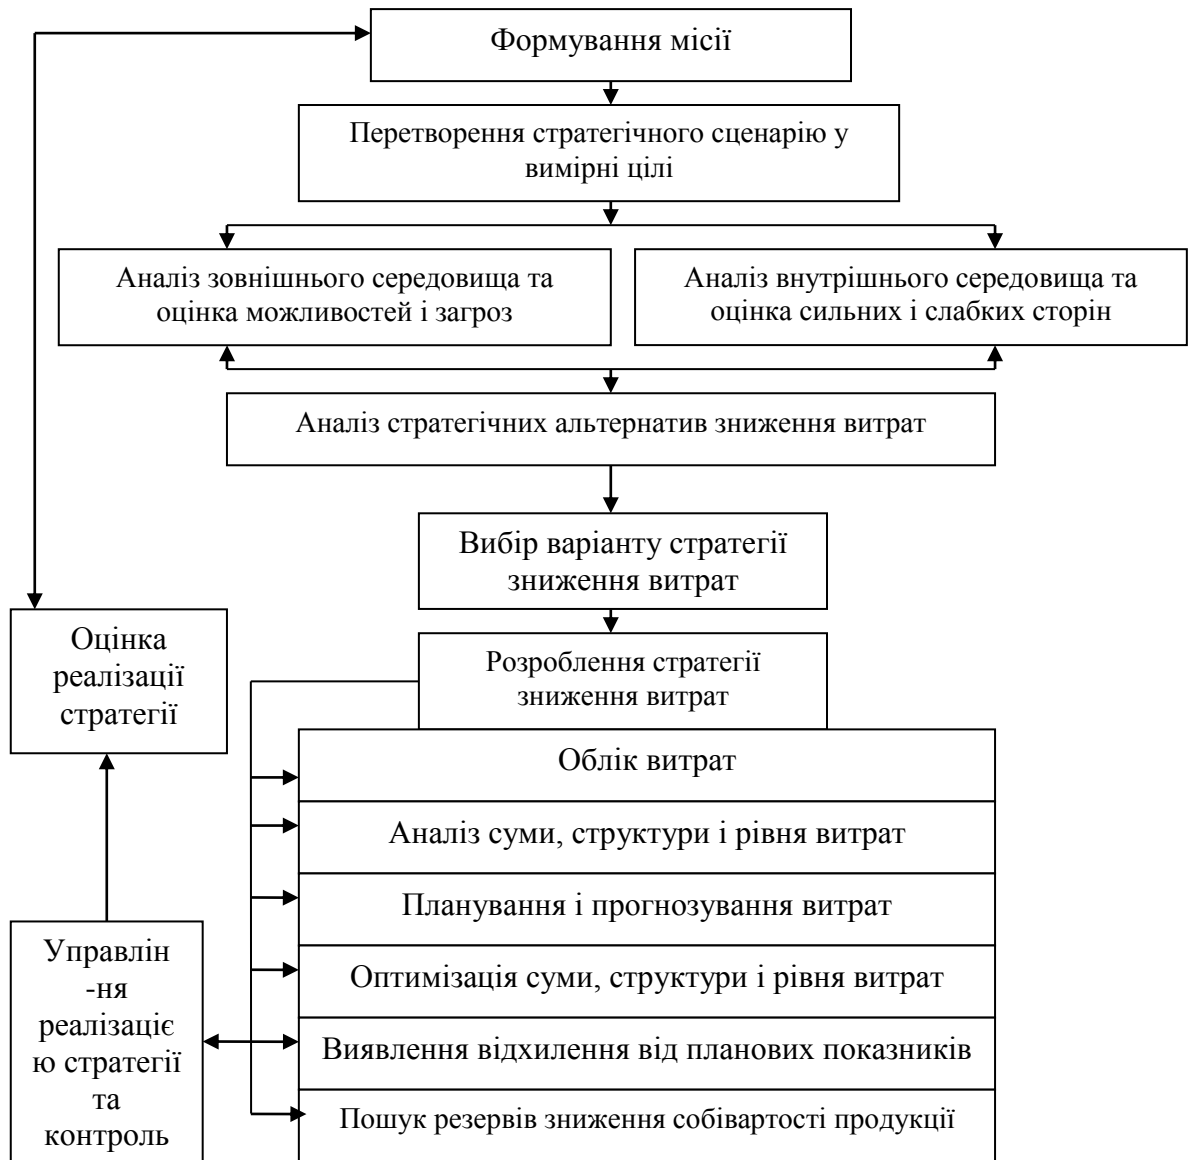 Формування місії
Перетворення стратегічного сценарію у
вимірні цілі
Аналіз зовнішнього середовища та
оцінка можливостей і загроз
Аналіз внутрішнього середовища та
оцінка сильних і слабких сторін
Аналіз стратегічних альтернатив зниження витрат
Вибір варіанту стратегії
зниження витрат
Оцінка
реалізації
стратегії
Розроблення стратегії
зниження витрат
Облік витрат
Аналіз суми, структури і рівня витрат
Планування і прогнозування витрат
Оптимізація суми, структури і рівня витрат
Виявлення відхилення від планових показників
Пошук резервів зниження собівартості продукції
Управлін
-ня
реалізаціє
ю стратегії
та
контроль